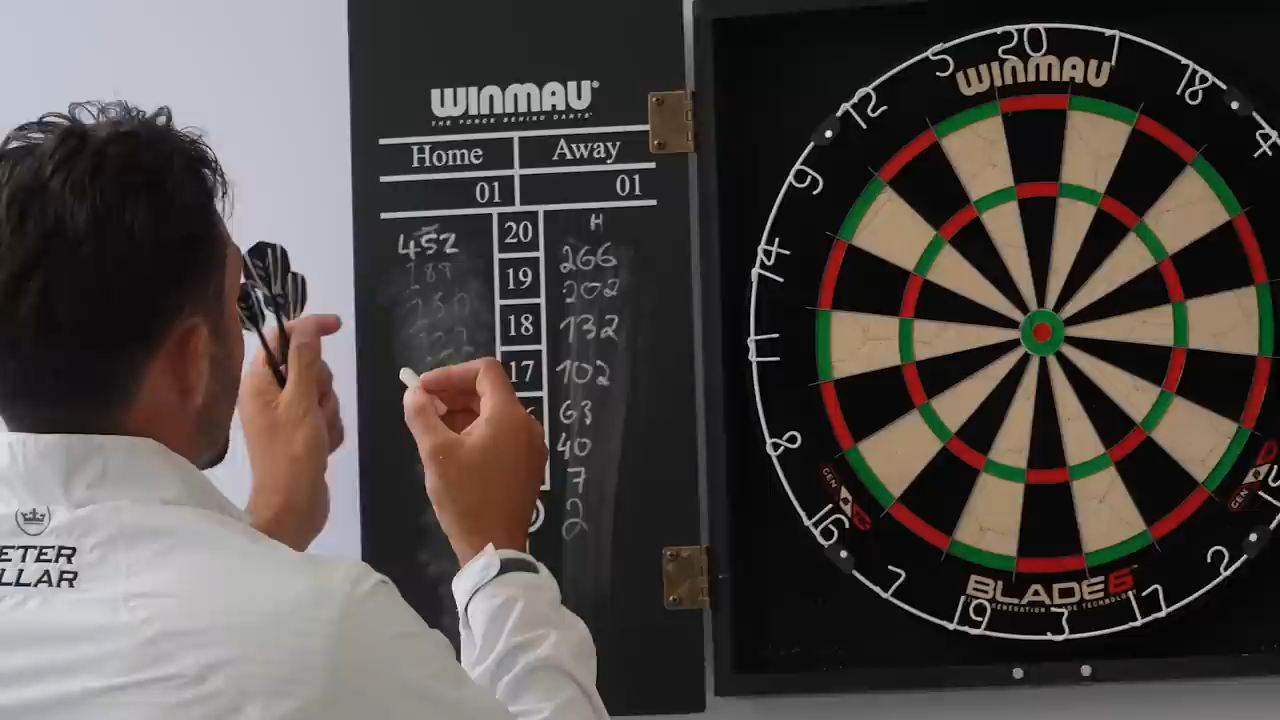 WINMAU
THE FORCE BEHIND DARTS
Home Away
01 01
H
452 20 266
19 202
18 132
17 102
63
40
7
2
ETER
LLAR
20 1 18 4
2 17 3 19 7 16 8 11 14 9 12 5
WINMAU
BLADE6